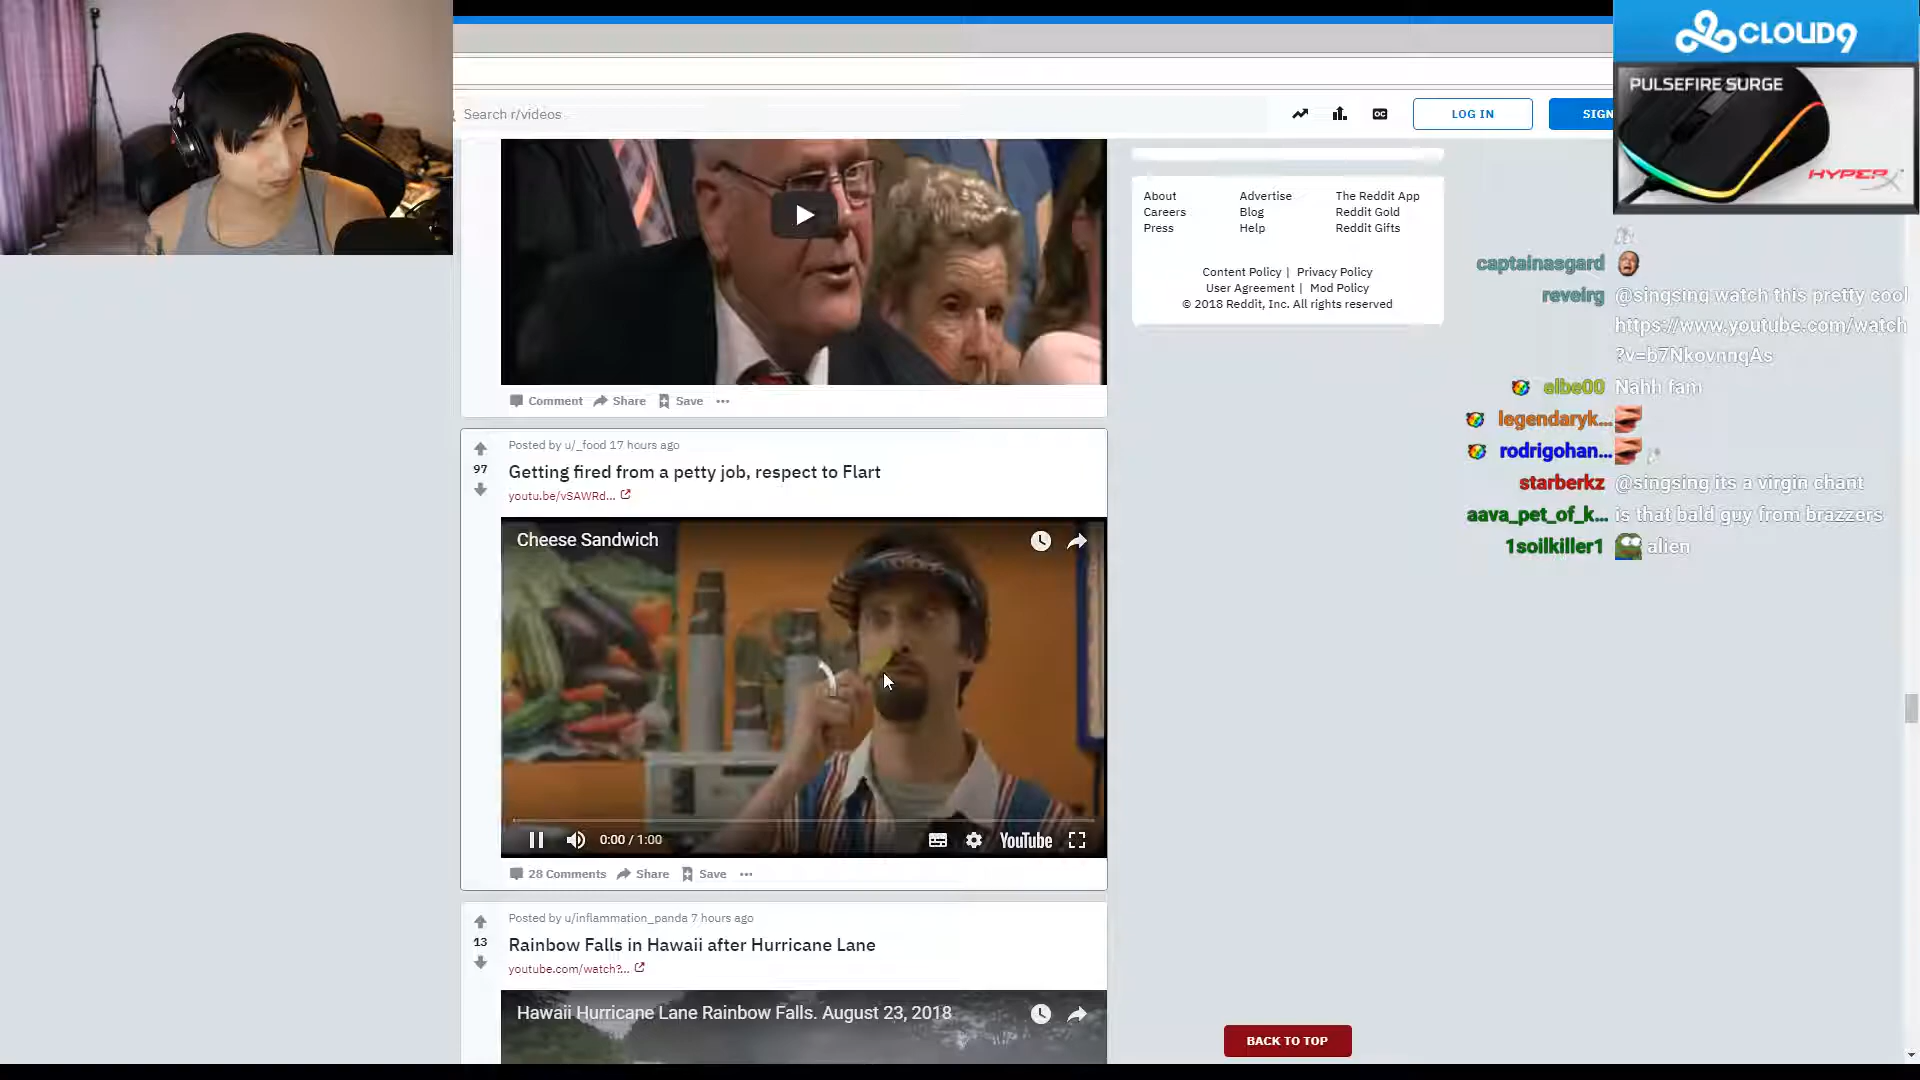 Search r/videos
LOG IN
SIGN
CLOUD9
PULSEFIRE SURGE
HYPERX
About
Advertise
The Reddit App
Careers
Blog
Reddit Gold
Press
Help
Reddit Gifts
Content Policy | Privacy Policy
User Agreement | Mod Policy
© 2018 Reddit, Inc. All rights reserved
Comment
Share
Save
Posted by u/_food 17 hours ago
97
Getting fired from a petty job, respect to Flart
youtu.be/vSAWRd...
Cheese Sandwich
0:00 / 1:00
YouTube
28 Comments
Share
Save
Posted by u/inflammation_panda 7 hours ago
13
Rainbow Falls in Hawaii after Hurricane Lane
youtube.com/watch?...
Hawaii Hurricane Lane Rainbow Falls. August 23, 2018
BACK TO TOP
captainasgard
reveirg @singsing watch this pretty cool
https://www.youtube.com/watch
?v=b7NkovnnqAs
elbe00 Nahh fam
legendaryk...
rodrigohan...
starberkz @singsing its a virgin chant
aava_pet_of_k... is that bald guy from brazzers
1soilkiller1 alien